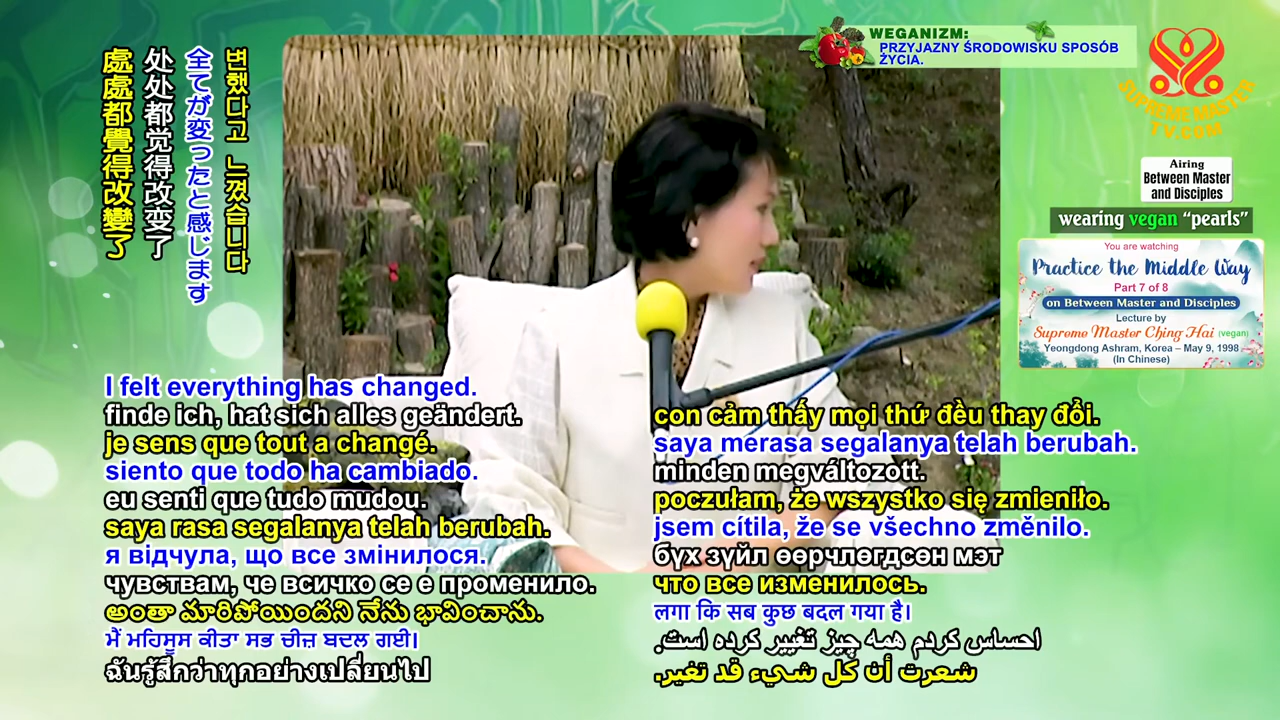 WEGANIZM:
PRZYJAZNY ŚRODOWISKU SPOSÓB
ŻYCIA.
SUPREME MASTER
TV.COM
Airing
Between Master
and Disciples
wearing vegan “pearls”
You are watching
Practice the Middle Way
Part 7 of 8
on Between Master and Disciples
Lecture by
Supreme Master Ching Hai (vegan)
Yeongdong Ashram, Korea – May 9, 1998
(In Chinese)
변했다고 느꼈습니다
全てが変ったと感じます
处处都觉得改变了
處處都覺得改變了
I felt everything has changed.
finde ich, hat sich alles geändert.
je sens que tout a changé.
siento que todo ha cambiado.
eu senti que tudo mudou.
saya rasa segalanya telah berubah.
я відчула, що все змінилося.
чувствам, че всичко се е променило.
అంతా మారిపోయిందని నేను భావించాను.
ਮੈਂ ਮਹਿਸੂਸ ਕੀਤਾ ਸਭ ਚੀਜ਼ ਬਦਲ ਗਈ।
ฉันรู้สึกว่าทุกอย่างเปลี่ยนไป
con cảm thấy mọi thứ đều thay đổi.
saya merasa segalanya telah berubah.
minden megváltozott.
poczułam, że wszystko się zmieniło.
jsem cítila, že se všechno změnilo.
бүх зүйл өөрчлөгдсөн мэт
что все изменилось.
लगा कि सब कुछ बदल गया है।
احساس کردم همه چیز تغییر کرده است.
شعرت أن كل شيء قد تغير.